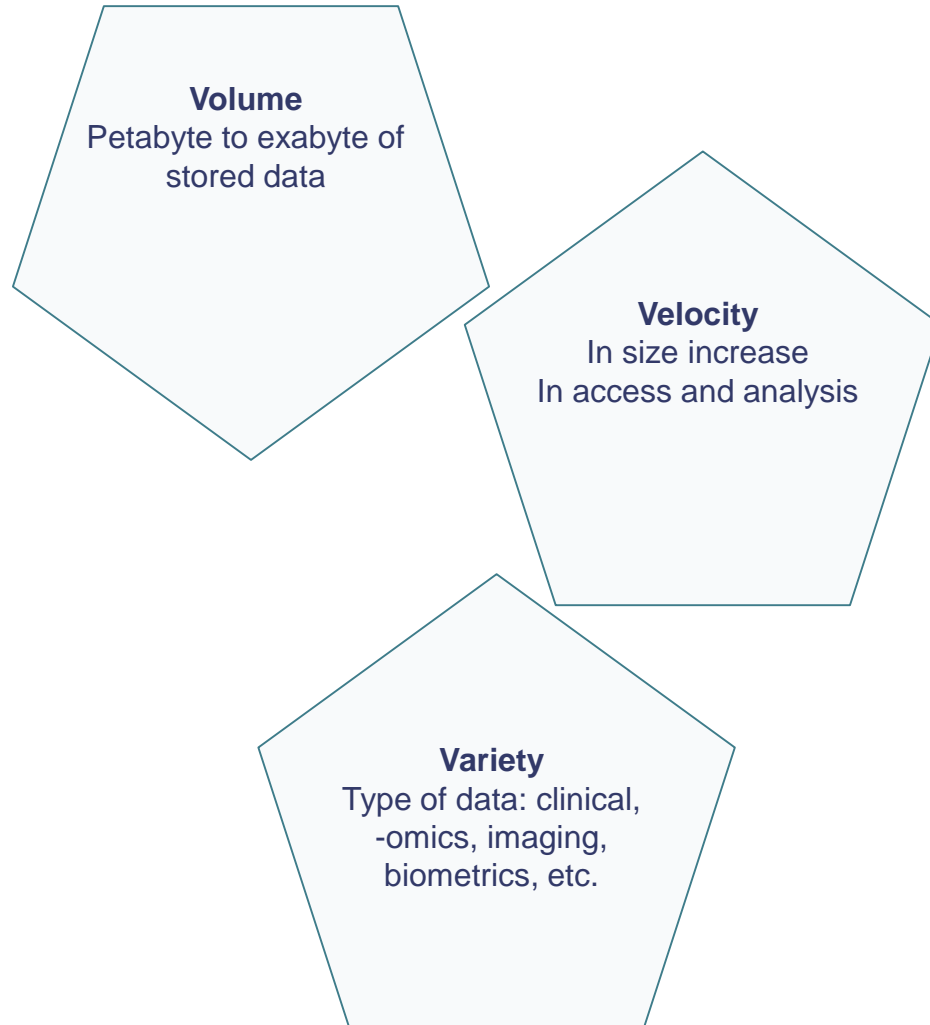 Volume
Petabyte to exabyte of
stored data
Velocity
In size increase
In access and analysis
Variety
Type of data: clinical,
-omics, imaging,
biometrics, etc.